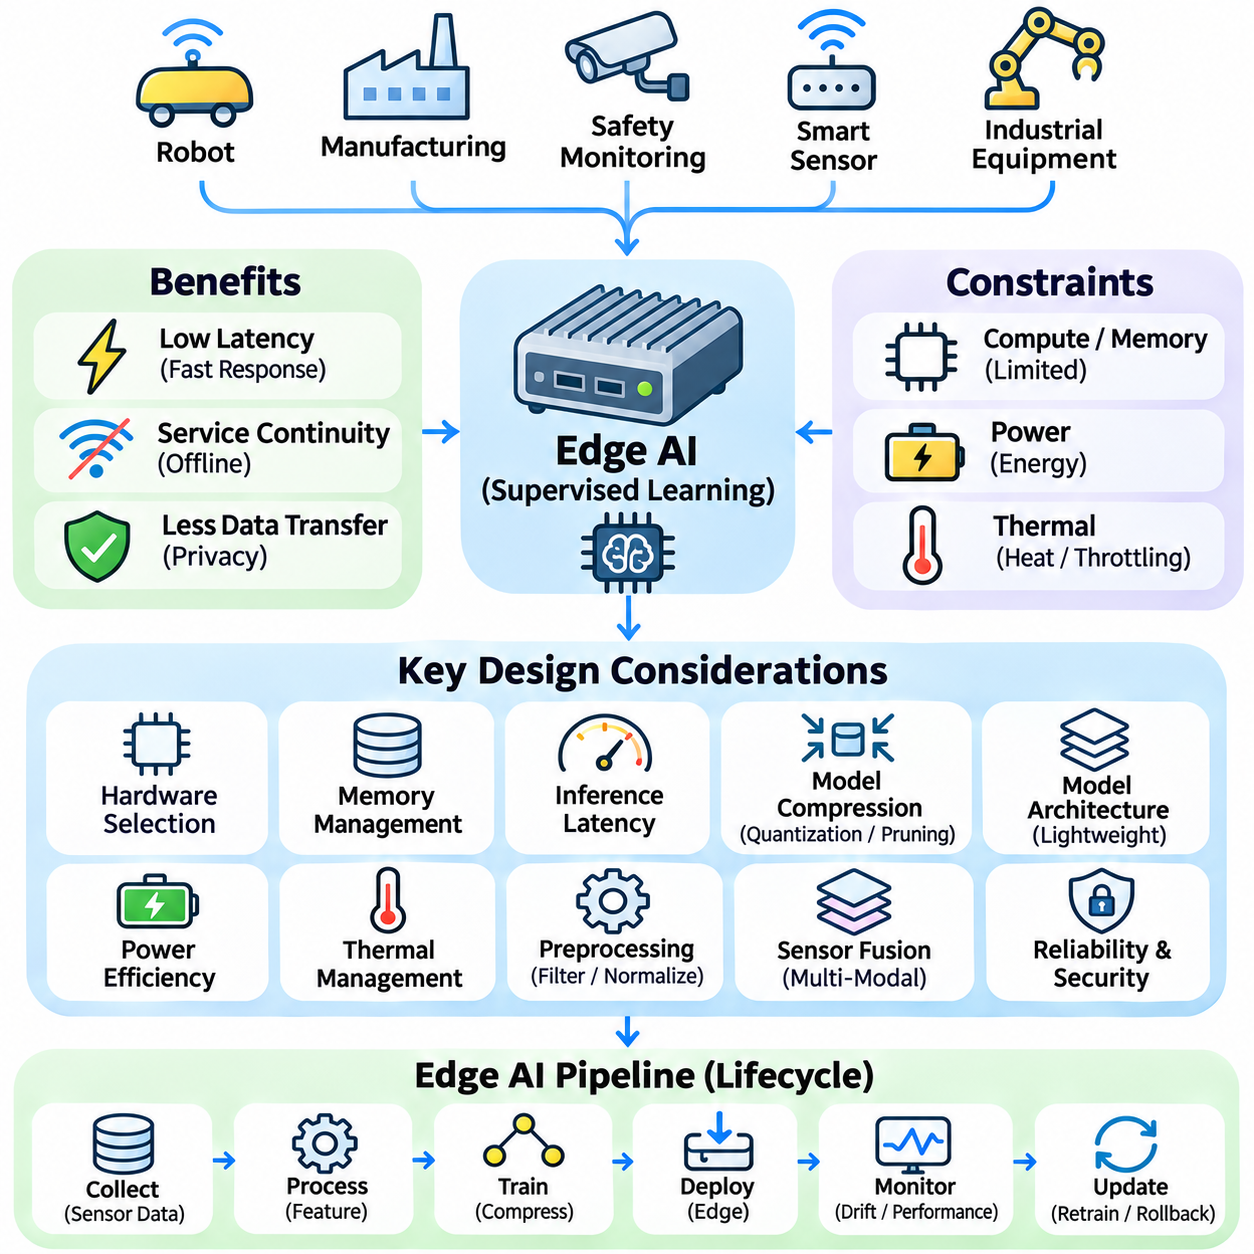 Robot
Manufacturing
Safety
Monitoring
Smart
Sensor
Industrial
Equipment
Benefits
Low Latency
(Fast Response)
Service Continuity
(Offline)
Less Data Transfer
(Privacy)
Edge AI
(Supervised Learning)
Constraints
Compute / Memory
(Limited)
Power
(Energy)
Thermal
(Heat / Throttling)
Key Design Considerations
Hardware
Selection
Memory
Management
Inference
Latency
Model
Compression
(Quantization / Pruning)
Model
Architecture
(Lightweight)
Power
Efficiency
Thermal
Management
Preprocessing
(Filter / Normalize)
Sensor Fusion
(Multi-Modal)
Reliability &
Security
Edge AI Pipeline (Lifecycle)
Collect
(Sensor Data)
Process
(Feature)
Train
(Compress)
Deploy
(Edge)
Monitor
(Drift / Performance)
Update
(Retrain / Rollback)